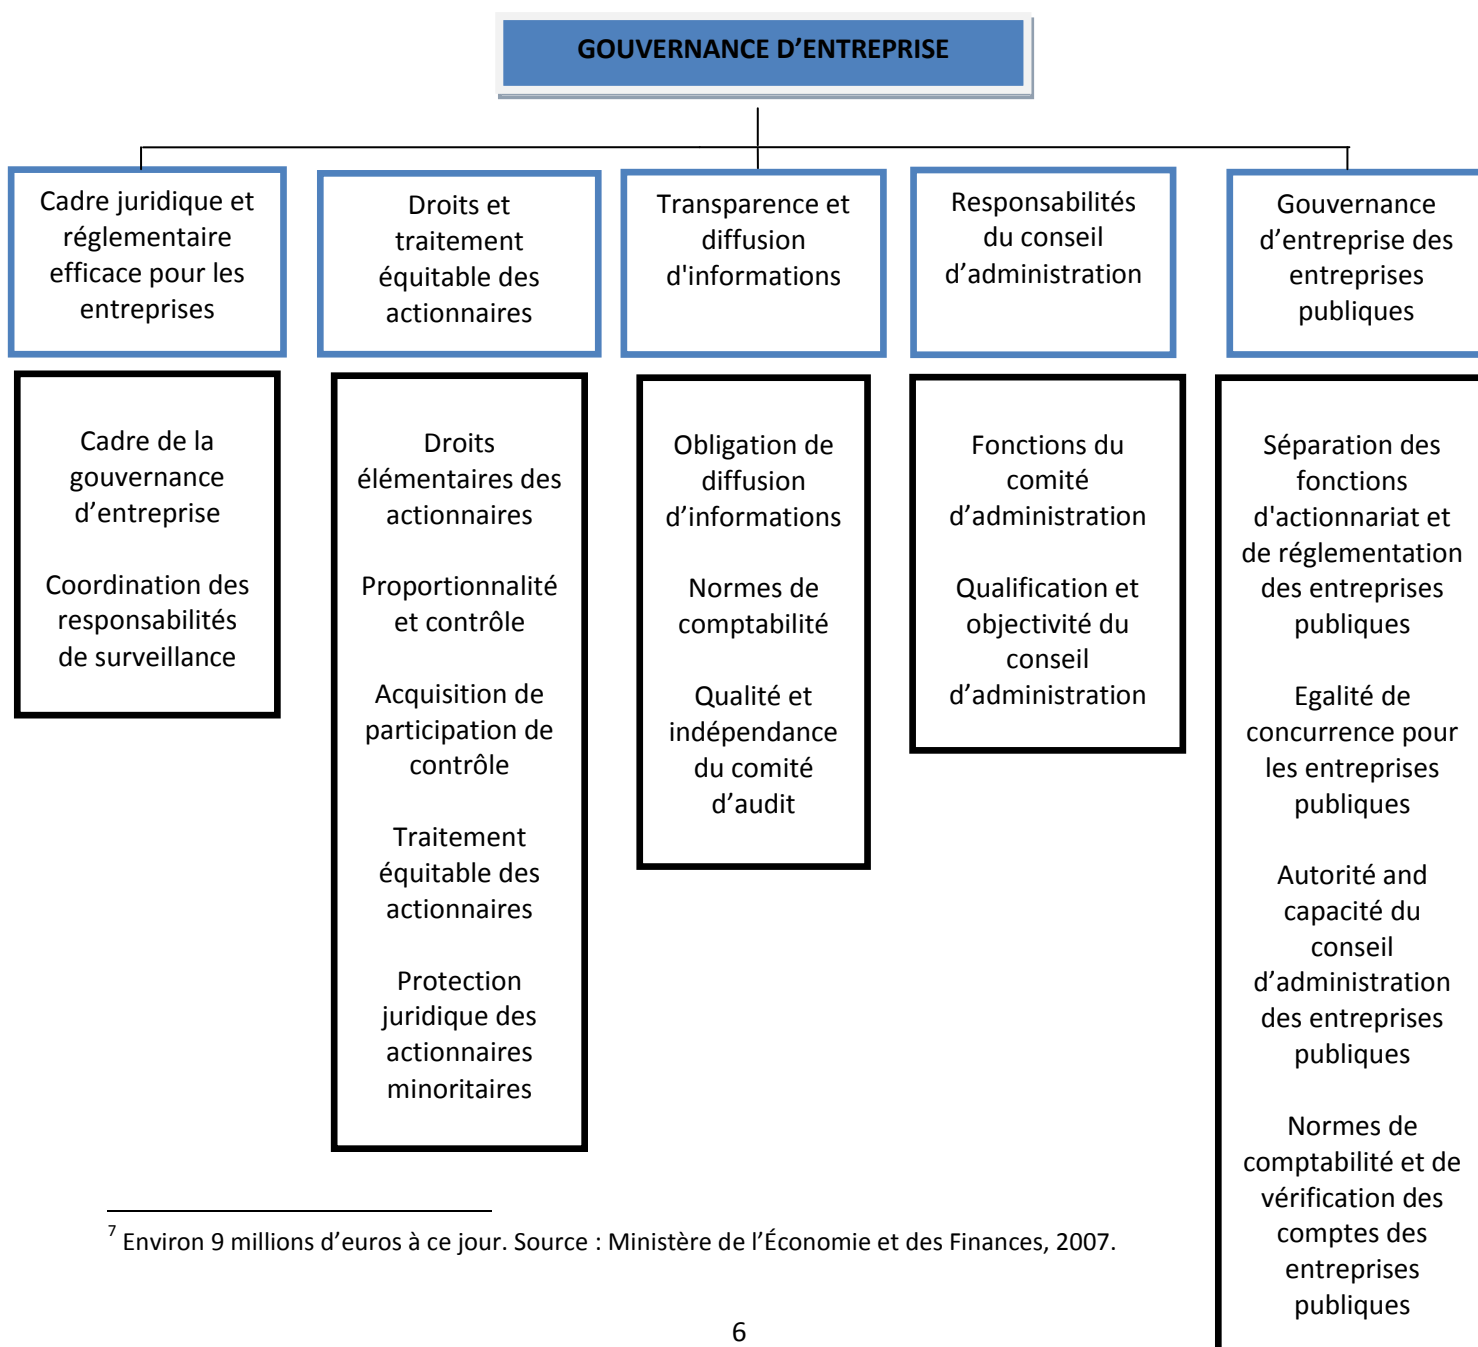 GOUVERNANCE D’ENTREPRISE
Cadre juridique et
réglementaire
efficace pour les
entreprises
Droits et
traitement
équitable des
actionnaires
Transparence et
diffusion
d'informations
Responsabilités
du conseil
d’administration
Gouvernance
d’entreprise des
entreprises
publiques
Cadre de la
gouvernance
d’entreprise
Coordination des
responsabilités
de surveillance
Droits
élémentaires des
actionnaires
Proportionnalité
et contrôle
Acquisition de
participation de
contrôle
Traitement
équitable des
actionnaires
Protection
juridique des
actionnaires
minoritaires
Obligation de
diffusion
d’informations
Normes de
comptabilité
Qualité et
indépendance
du comité
d’audit
Fonctions du
comité
d’administration
Qualification et
objectivité du
conseil
d’administration
Séparation des
fonctions
d'actionnariat et
de réglementation
des entreprises
publiques
Egalité de
concurrence pour
les entreprises
publiques
Autorité and
capacité du
conseil
d’administration
des entreprises
publiques
Normes de
comptabilité et de
vérification des
comptes des
entreprises
publiques
7 Environ 9 millions d’euros à ce jour. Source : Ministère de l’Économie et des Finances, 2007.
6